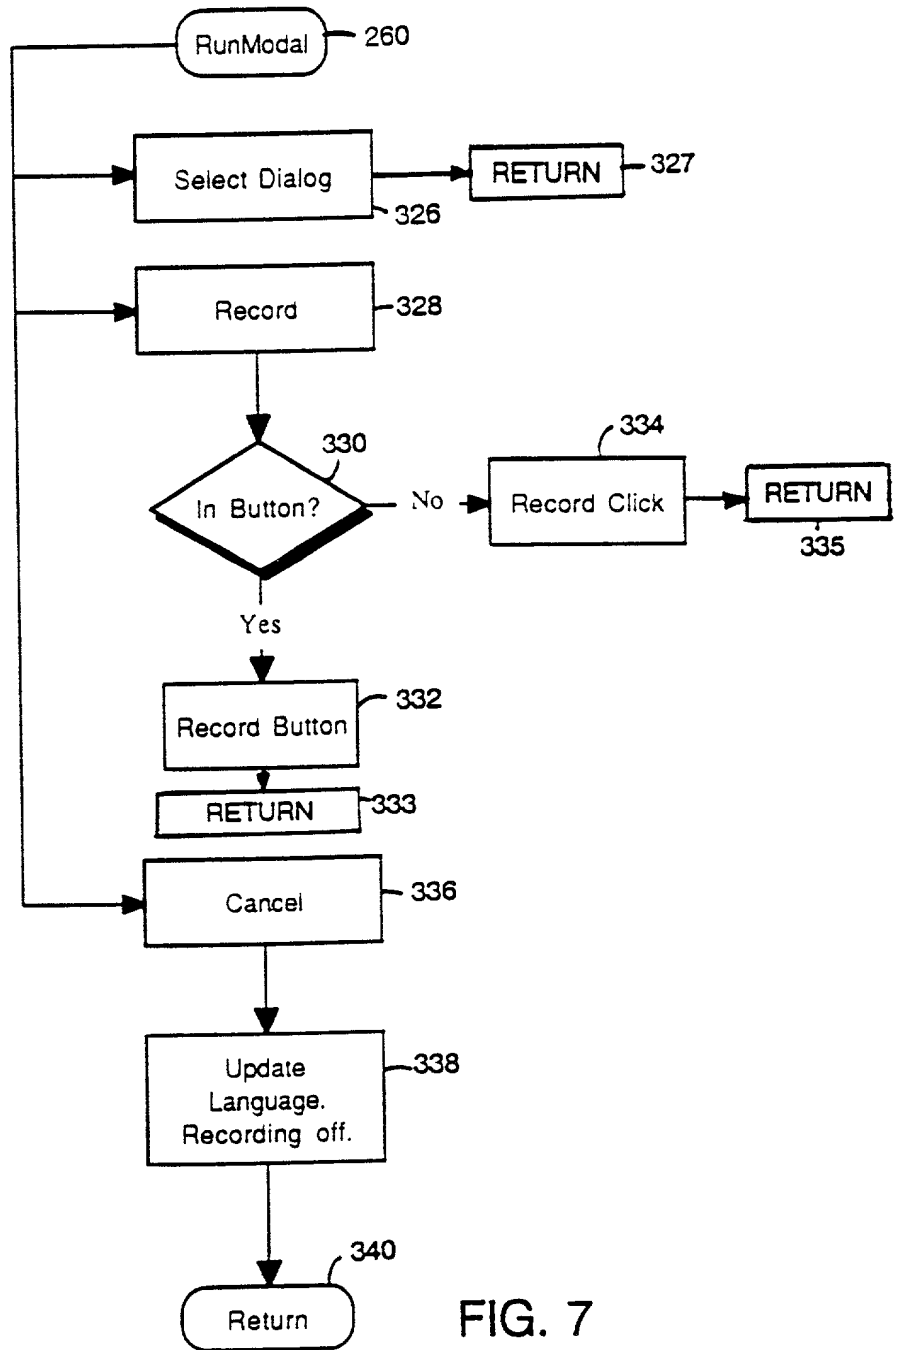 RunModal 260
Select Dialog 326
RETURN 327
Record 328
In Button? 330
No
Record Click 334
RETURN 335
Yes
Record Button 332
RETURN 333
Cancel 336
Update
Language.
Recording off. 338
Return 340
FIG. 7